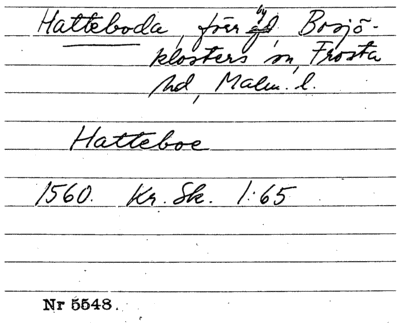 Hatteboda, förr by, Bosjö-
klosters sn, Frosta
hd, Malm. l.
Hatteboe
1560. Kr. Sk. 1:65
Nr 5548.